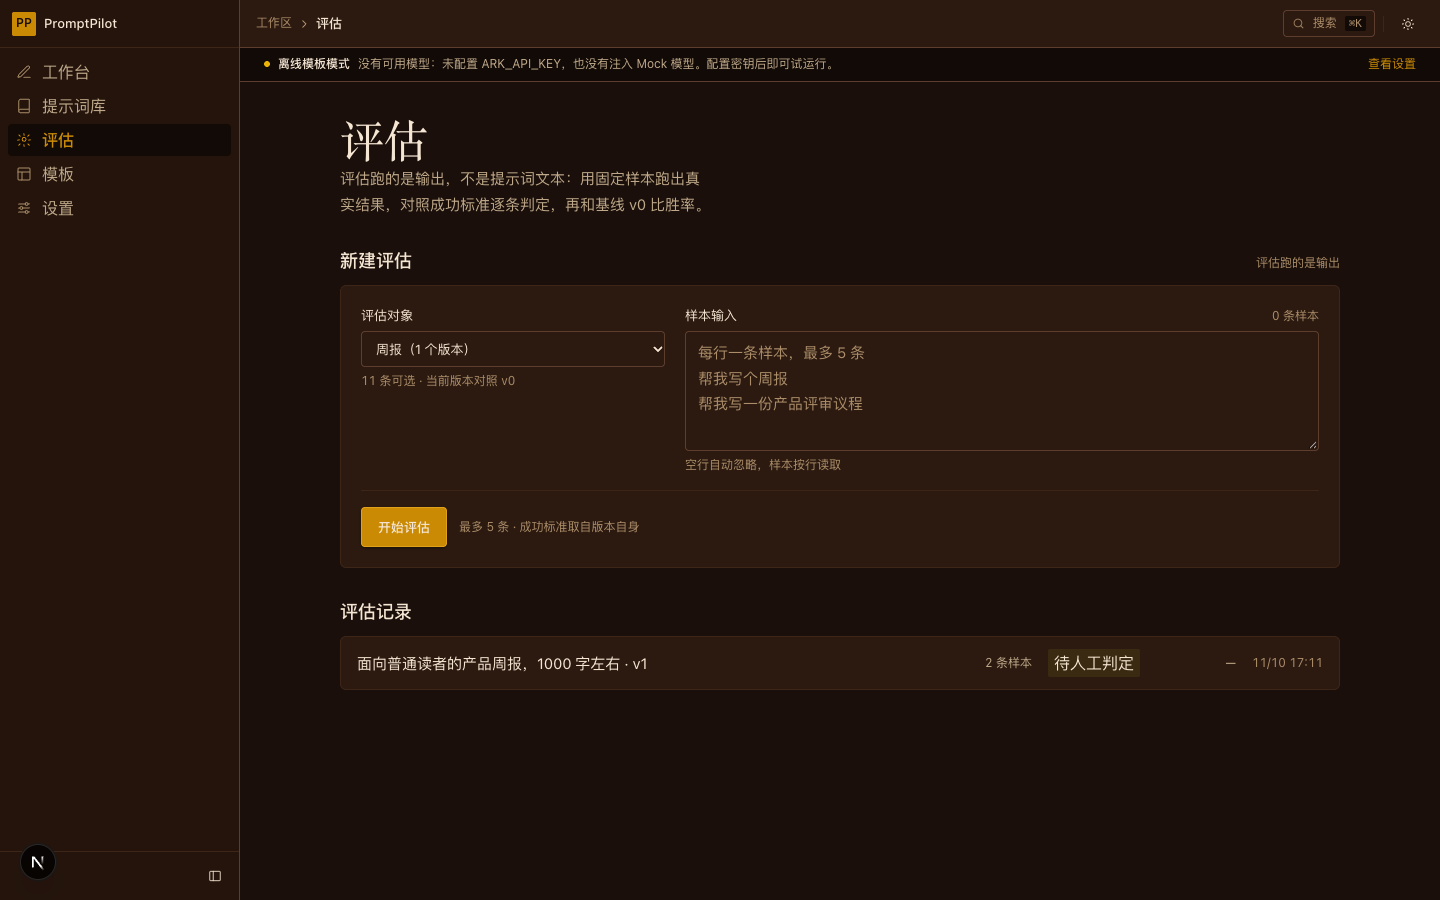 PP PromptPilot
工作台
提示词库
评估
模板
设置
工作区 > 评估
搜索 ⌘K
离线模板模式 没有可用模型：未配置 ARK_API_KEY，也没有注入 Mock 模型。配置密钥后即可试运行。
查看设置
评估
评估跑的是输出，不是提示词文本：用固定样本跑出真
实结果，对照成功标准逐条判定，再和基线 v0 比胜率。
新建评估
评估跑的是输出
评估对象
周报（1 个版本）
11 条可选 · 当前版本对照 v0
样本输入
0 条样本
每行一条样本，最多 5 条
帮我写个周报
帮我写一份产品评审议程
空行自动忽略，样本按行读取
开始评估
最多 5 条 · 成功标准取自版本自身
评估记录
面向普通读者的产品周报，1000 字左右 · v1
2 条样本
待人工判定
—
11/10 17:11
N